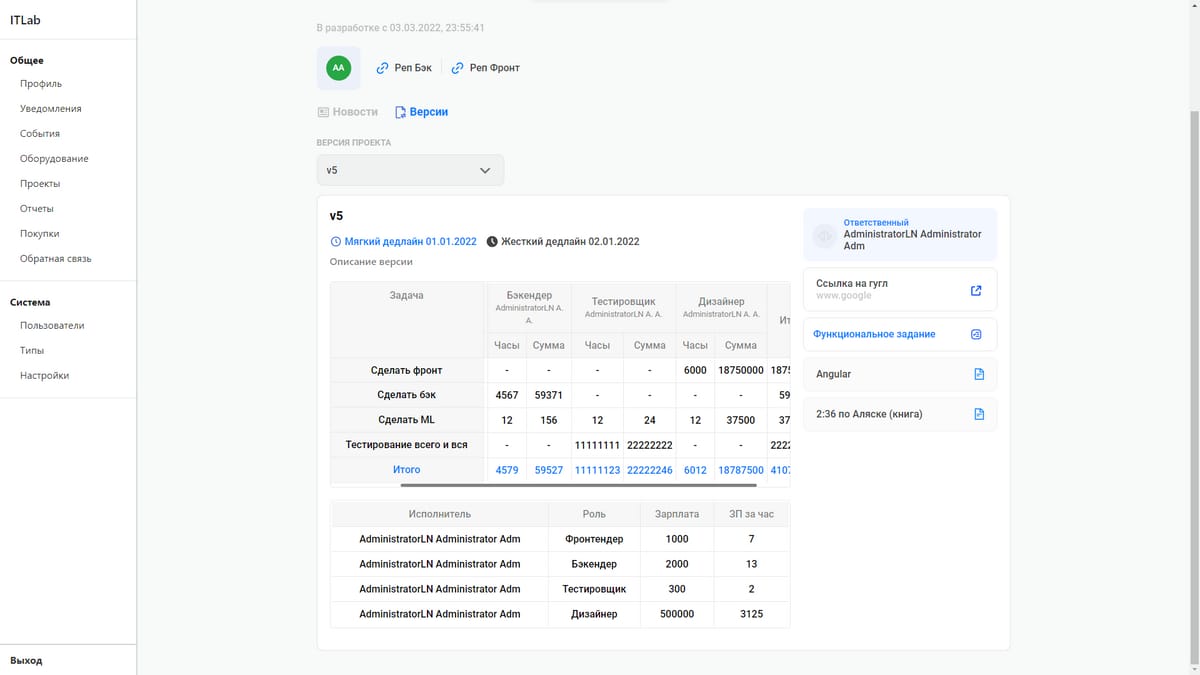 ITLab
Общее
Профиль
Уведомления
События
Оборудование
Проекты
Отчеты
Покупки
Обратная связь
Система
Пользователи
Типы
Настройки
Выход
В разработке с 03.03.2022, 23:55:41
AA Реп Бэк Реп Фронт
Новости Версии
ВЕРСИЯ ПРОЕКТА
v5
v5
Мягкий дедлайн 01.01.2022 Жесткий дедлайн 02.01.2022
Описание версии
Задача Бэкендер Тестировщик Дизайнер
AdministratorLN A. A. AdministratorLN A. A. AdministratorLN A. A.
Часы Сумма Часы Сумма Часы Сумма
Сделать фронт - - - - 6000 18750000
Сделать бэк 4567 59371 - - - -
Сделать ML 12 156 12 24 12 37500
Тестирование всего и вся - - 11111111 22222222 - -
Итого 4579 59527 11111123 22222246 6012 18787500
Исполнитель Роль Зарплата ЗП за час
AdministratorLN Administrator Adm Фронтендер 1000 7
AdministratorLN Administrator Adm Бэкендер 2000 13
AdministratorLN Administrator Adm Тестировщик 300 2
AdministratorLN Administrator Adm Дизайнер 500000 3125
Ответственный
AdministratorLN Administrator
Adm
Ссылка на гугл
www.google
Функциональное задание
Angular
2:36 по Аляске (книга)